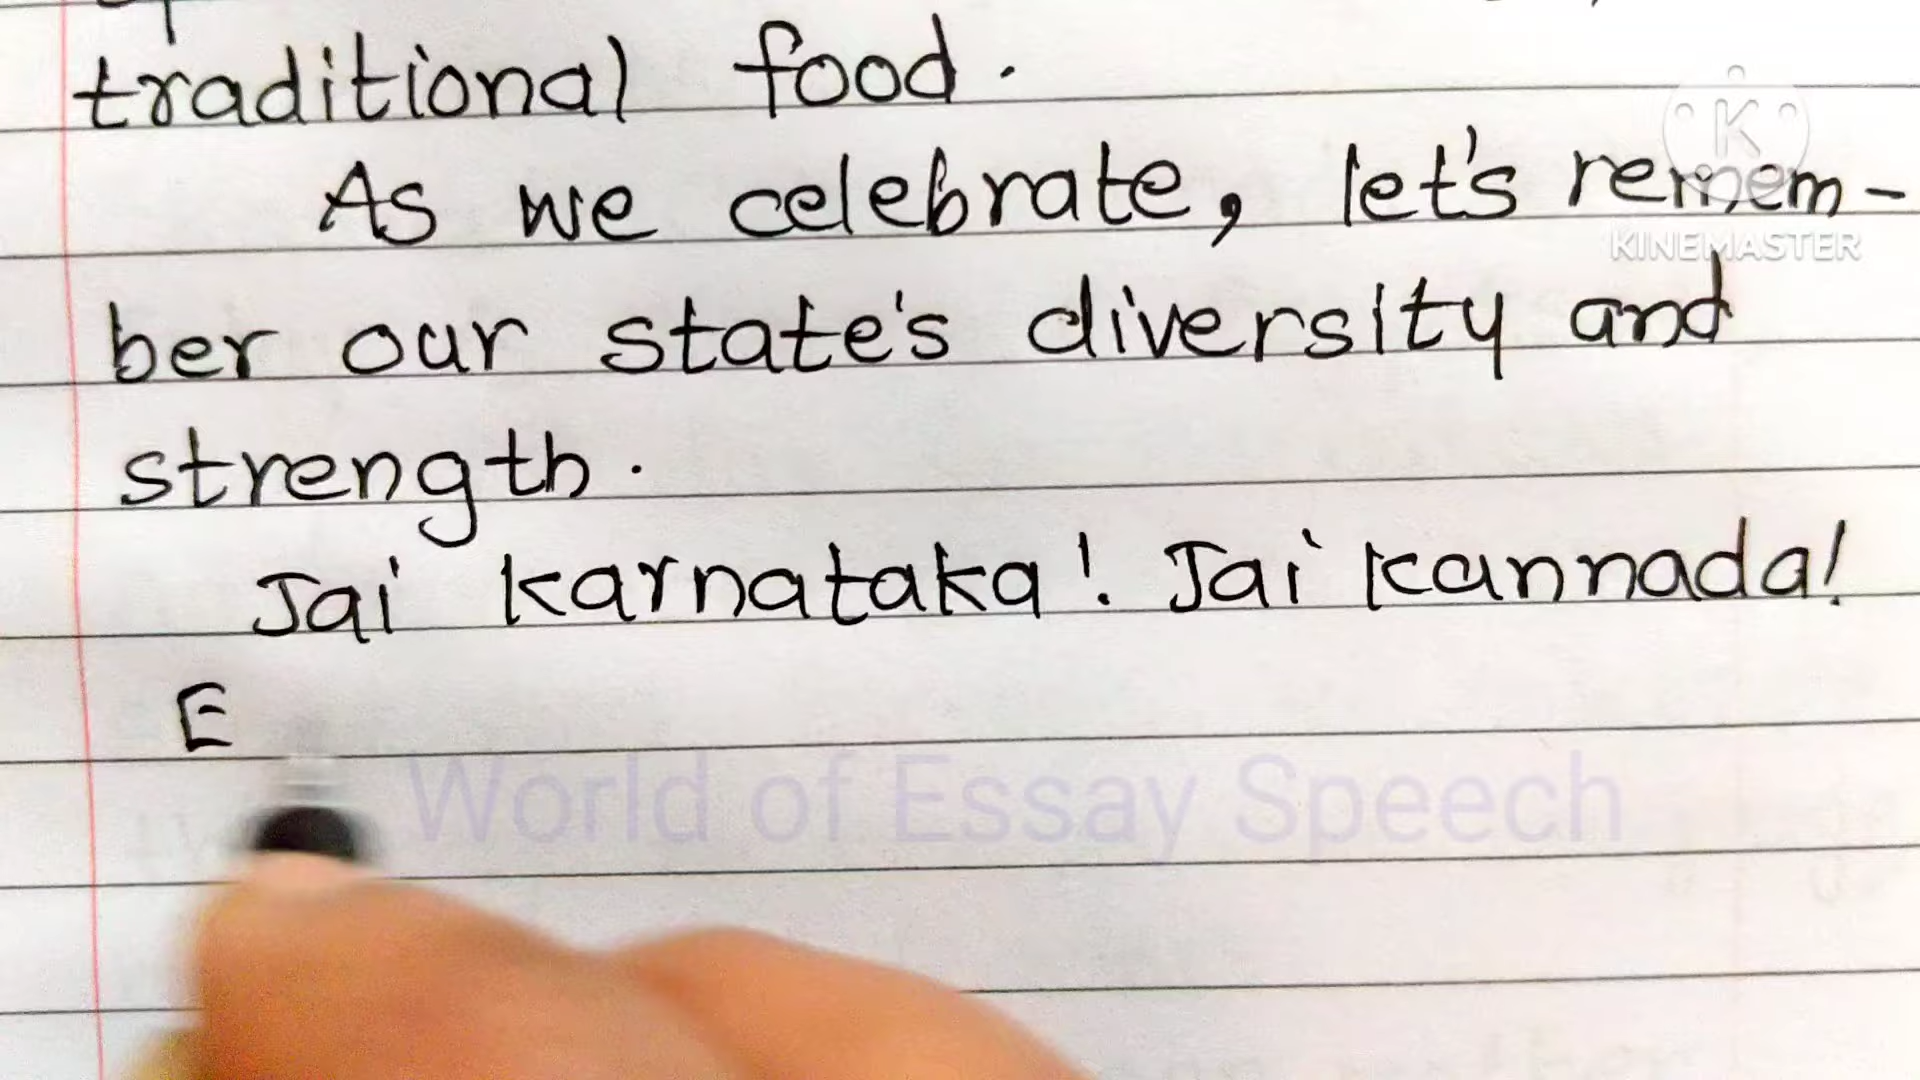 traditional food.
As we celebrate, let's remem-
ber our state's diversity and
strength.
Jai karnataka! Jai kannada!
E
World of Essay Speech
K
KINEMASTER